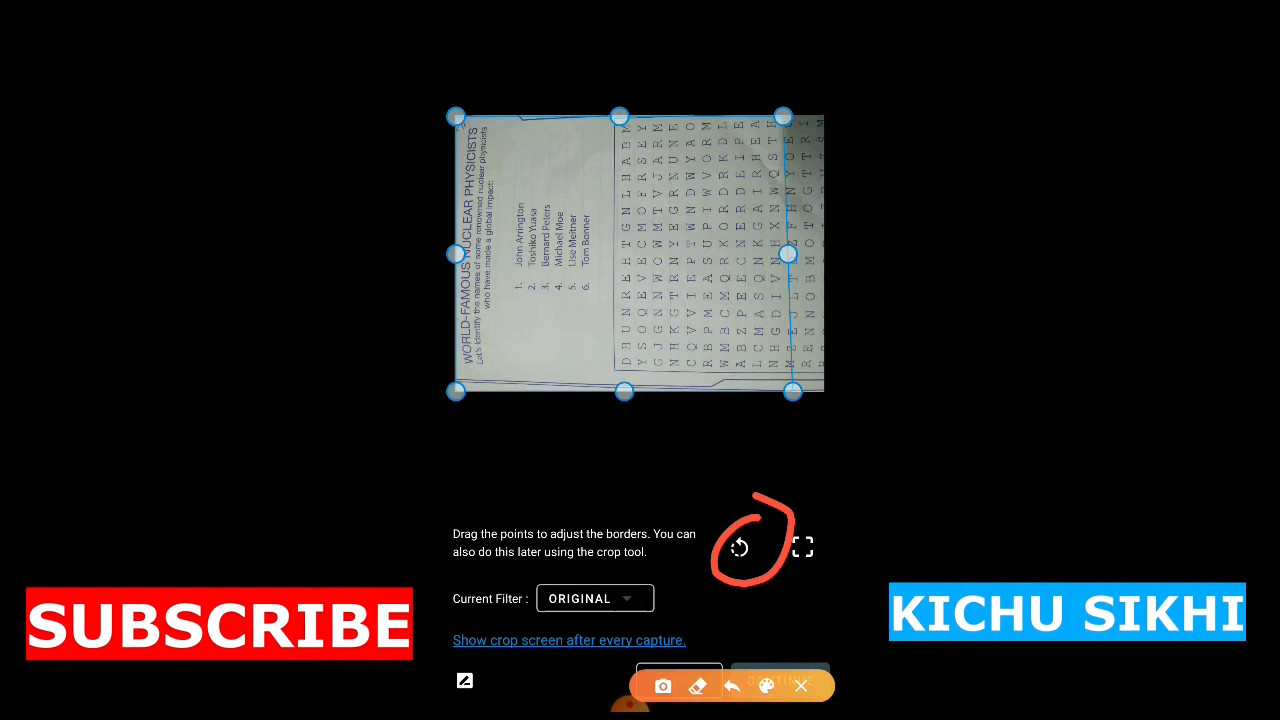 WORLD-FAMOUS NUCLEAR PHYSICISTS
Let's identify the names of some renowned nuclear physicists
who have made a global impact:
1. John Arrington
2. Toshiko Yuasa
3. Bernard Peters
4. Michael Moe
5. Lise Meitner
6. Tom Bonner
D H U N R E H T G N L H A B M
Y S O Q E V E C M O F R S E Y
G J G N N W O W M T V J A R M
N H K G T R N Y E G R N U N E
C Q V V I E P T W N D W Y A O
R B P M E A S U P I W V O R M
W M B C M Q R K O R D R K D L
A B Z P E E C N E R D E I P E
L C M A S Q N K G A I R H E A
N H G D I V N H X N W Q S T H
M Z E J L T Z F H N Y O E
R E N N O B M O T O G T T R I
Drag the points to adjust the borders. You can
also do this later using the crop tool.
Current Filter : ORIGINAL
Show crop screen after every capture.
SUBSCRIBE
KICHU SIKHI